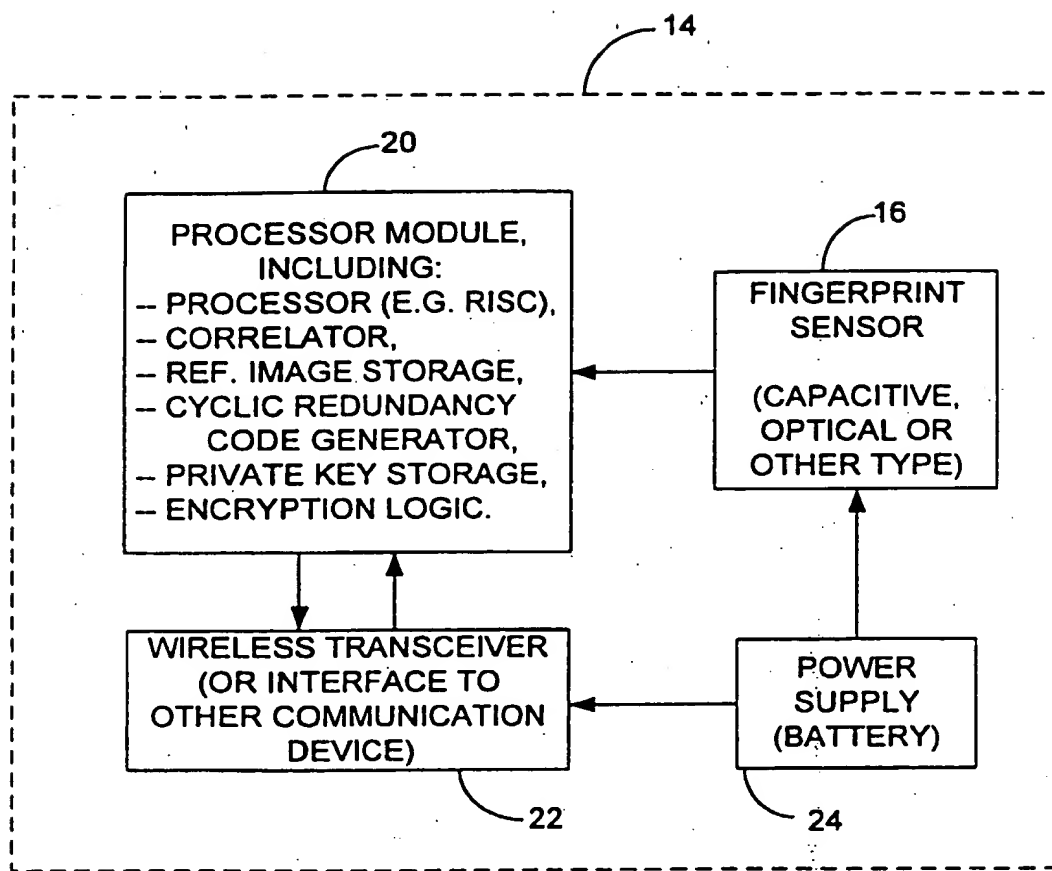 14
20
PROCESSOR MODULE,
INCLUDING:
-- PROCESSOR (E.G. RISC),
-- CORRELATOR,
-- REF. IMAGE STORAGE,
-- CYCLIC REDUNDANCY
CODE GENERATOR,
-- PRIVATE KEY STORAGE,
-- ENCRYPTION LOGIC.
16
FINGERPRINT
SENSOR
(CAPACITIVE,
OPTICAL OR
OTHER TYPE)
WIRELESS TRANSCEIVER
(OR INTERFACE TO
OTHER COMMUNICATION
DEVICE)
22
POWER
SUPPLY
(BATTERY)
24